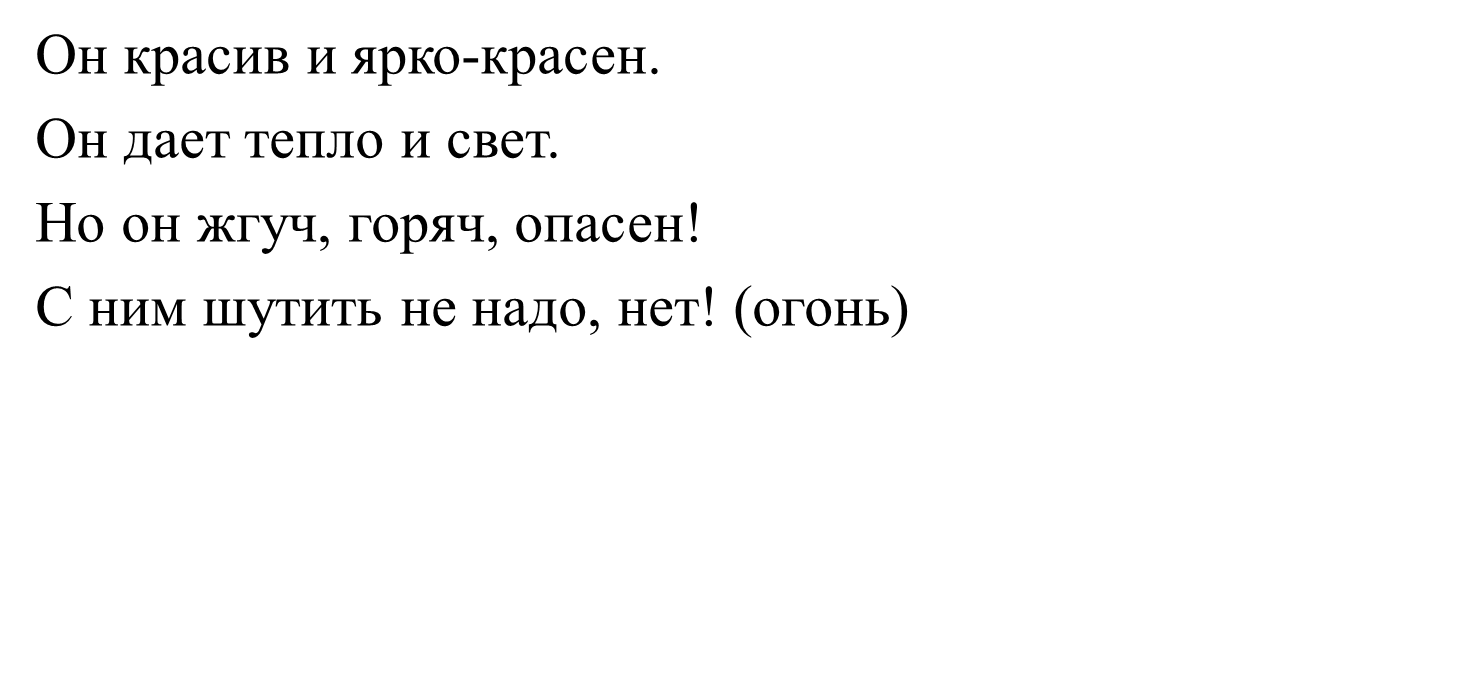 Он красив и ярко-красен.
Он дает тепло и свет.
Но он жгуч, горяч, опасен!
С ним шутить не надо, нет! (огонь)